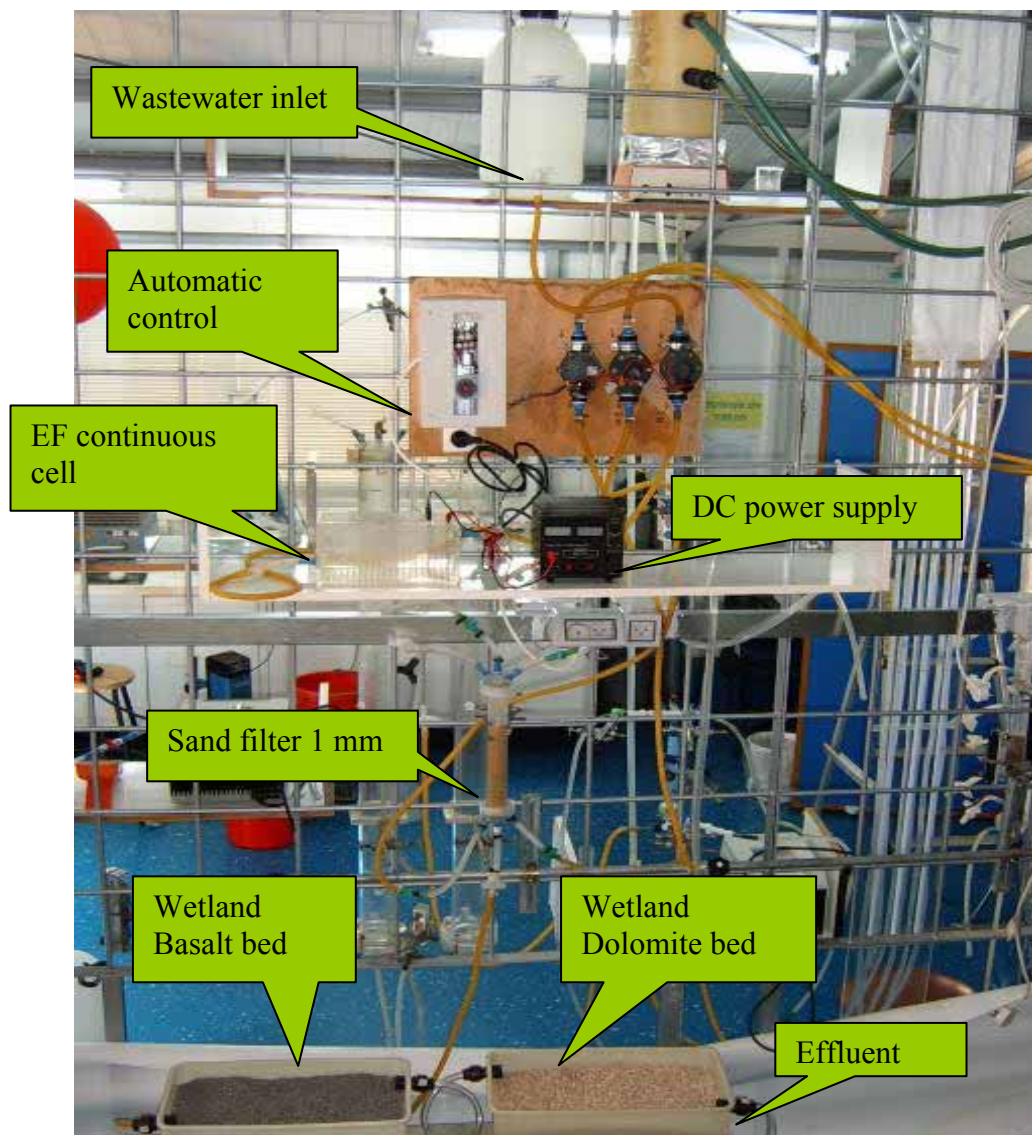 Wastewater inlet
Automatic
control
EF continuous
cell
DC power supply
Sand filter 1 mm
Wetland
Basalt bed
Wetland
Dolomite bed
Effluent